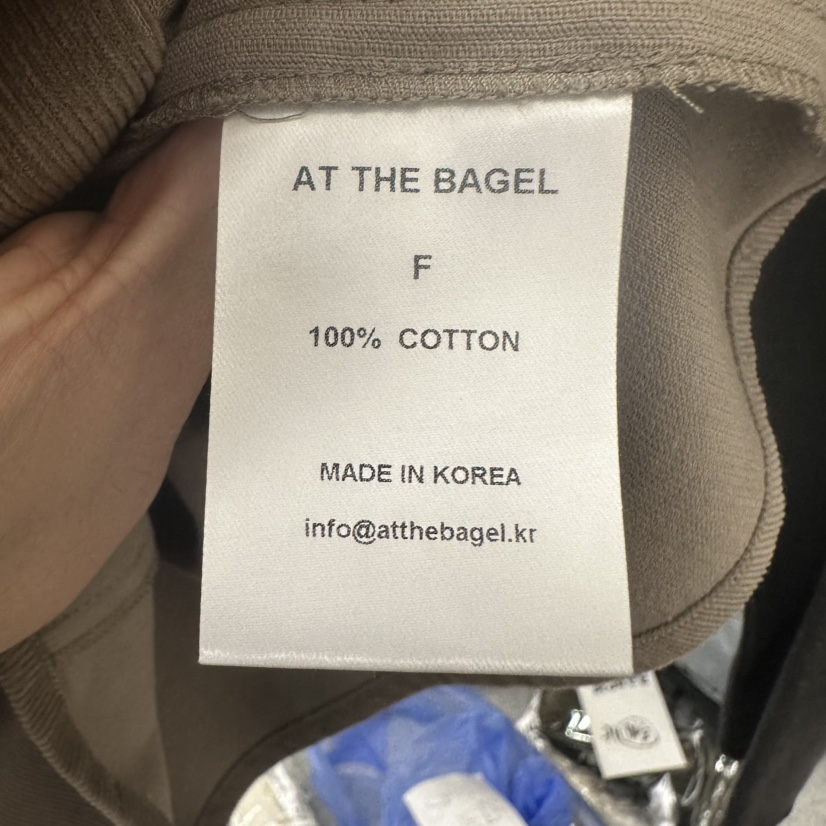 AT THE BAGEL
F
100% COTTON
MADE IN KOREA
info@atthebagel.kr